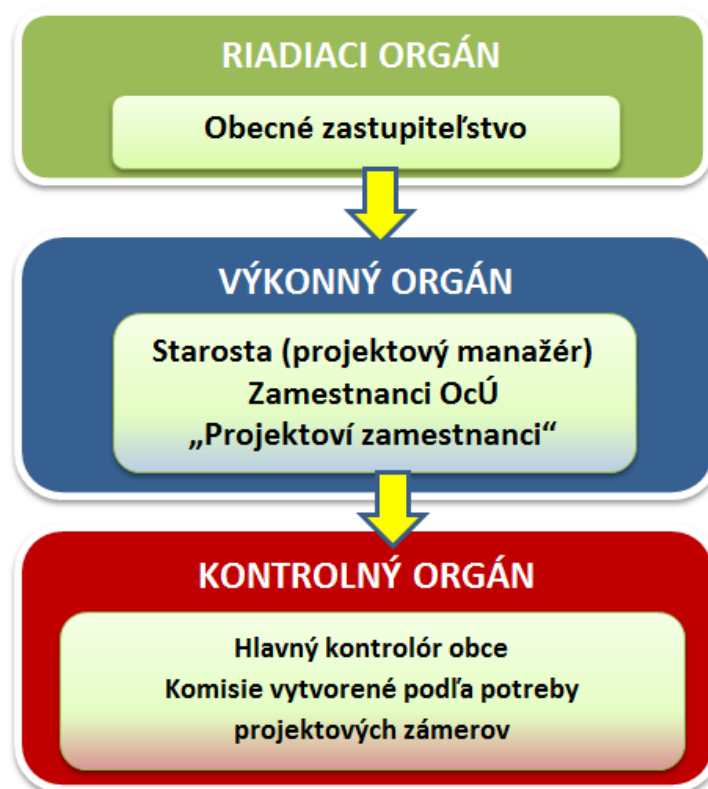 RIADIACI ORGÁN
Obecné zastupiteľstvo
VÝKONNÝ ORGÁN
Starosta (projektový manažér)
Zamestnanci OcÚ
„Projektoví zamestnanci“
KONTROLNÝ ORGÁN
Hlavný kontrolór obce
Komisie vytvorené podľa potreby
projektových zámerov